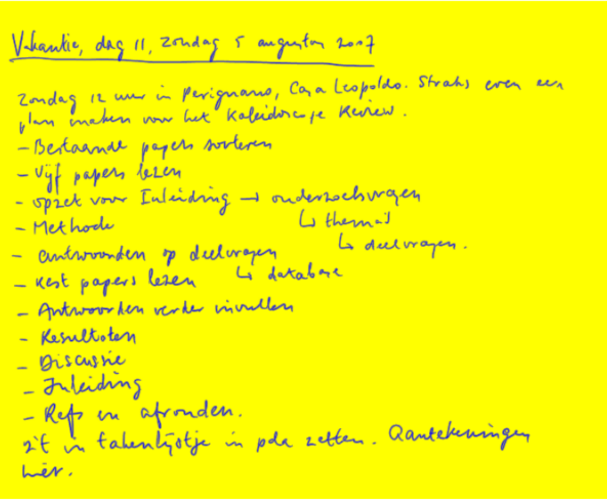 Vakantie, dag 11, zondag 5 augustus 2007
Zondag 12 uur in Perignano, Casa Leopoldo. Straks even een
plan maken voor het Kaleidoscope Review.
- Bestaande papers sorteren
- Vijf papers lezen
- opzet voor Inleiding → onderzoeksvragen
- Methode ↳ thema's
- antwoorden op deelvragen ↳ deelvragen.
- Rest papers lezen ↳ database
- Antwoorden verder invullen
- Resultaten
- Discussie
- Inleiding
- Refs en afronden.
in takenlijstje in pda zetten. Aantekeningen
hier.